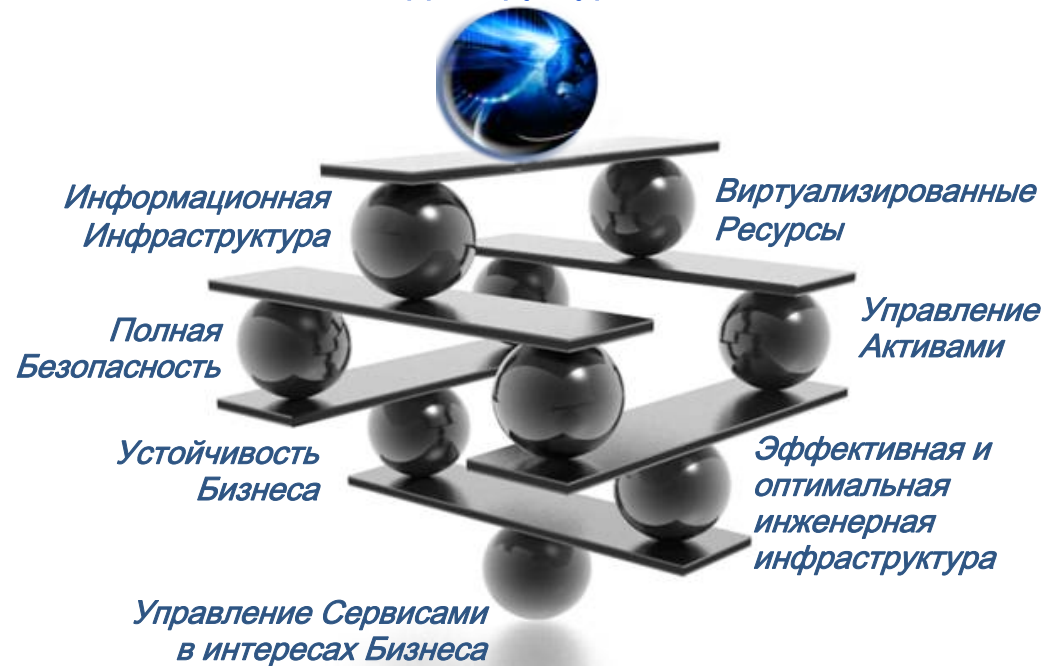 Информационная
Инфраструктура
Виртуализированные
Ресурсы
Полная
Безопасность
Управление
Активами
Устойчивость
Бизнеса
Эффективная и
оптимальная
инженерная
инфраструктура
Управление Сервисами
в интересах Бизнеса